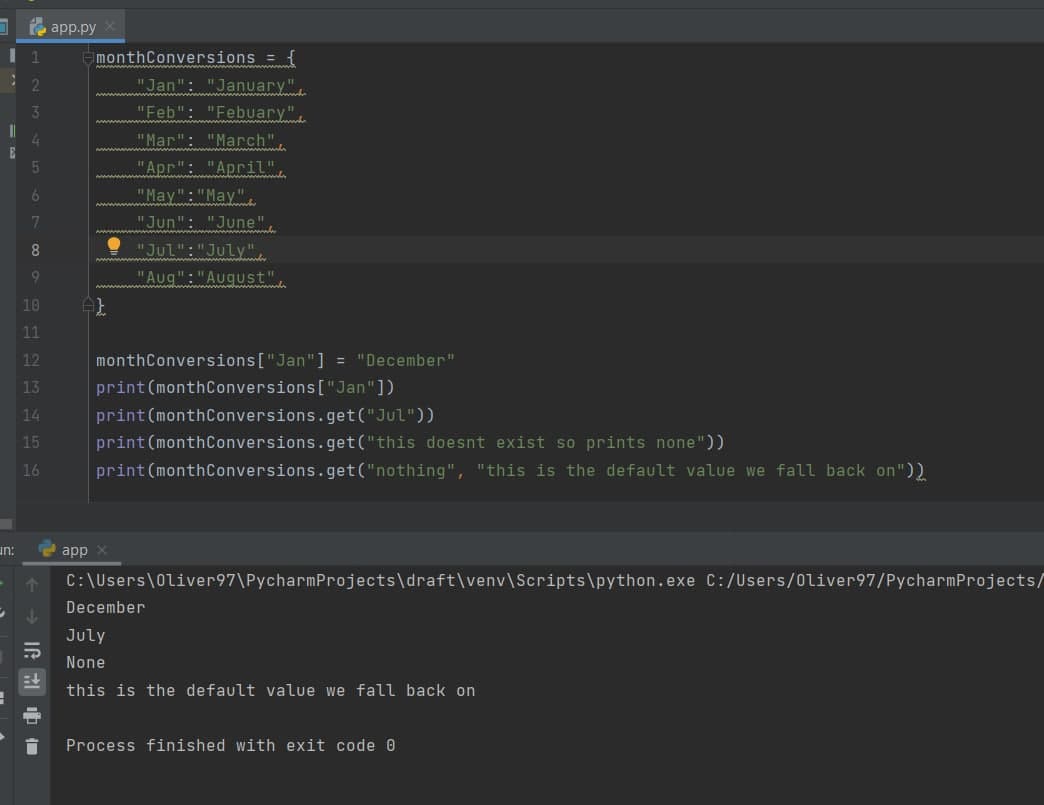 app.py
1 monthConversions = {
2 "Jan": "January",
3 "Feb": "Febuary",
4 "Mar": "March",
5 "Apr": "April",
6 "May":"May",
7 "Jun": "June",
8 "Jul":"July",
9 "Aug":"August",
10 }
11
12 monthConversions["Jan"] = "December"
13 print(monthConversions["Jan"])
14 print(monthConversions.get("Jul"))
15 print(monthConversions.get("this doesnt exist so prints none"))
16 print(monthConversions.get("nothing", "this is the default value we fall back on"))
un: app
C:\Users\Oliver97\PycharmProjects\draft\venv\Scripts\python.exe C:/Users/Oliver97/PycharmProjects/
December
July
None
this is the default value we fall back on
Process finished with exit code 0